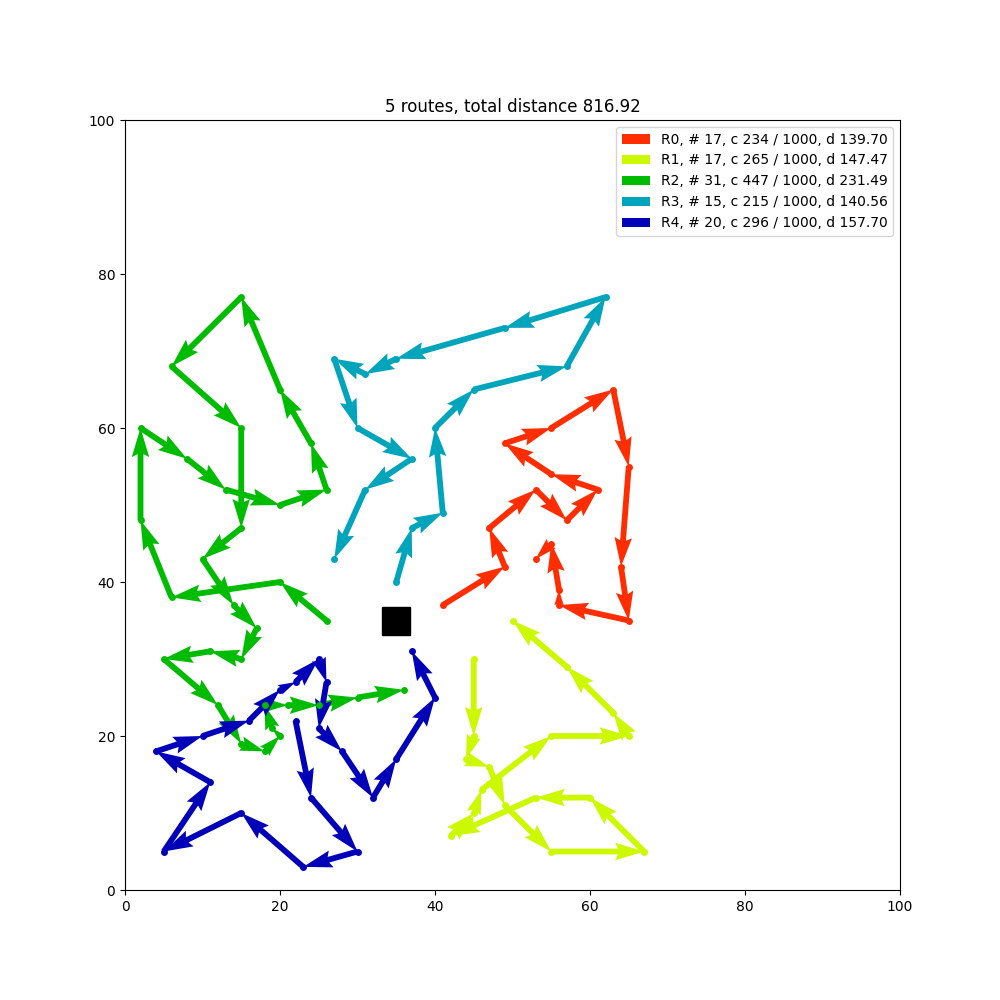 5 routes, total distance 816.92
R0, # 17, c 234 / 1000, d 139.70
R1, # 17, c 265 / 1000, d 147.47
R2, # 31, c 447 / 1000, d 231.49
R3, # 15, c 215 / 1000, d 140.56
R4, # 20, c 296 / 1000, d 157.70
100
80
60
40
20
0
0 20 40 60 80 100